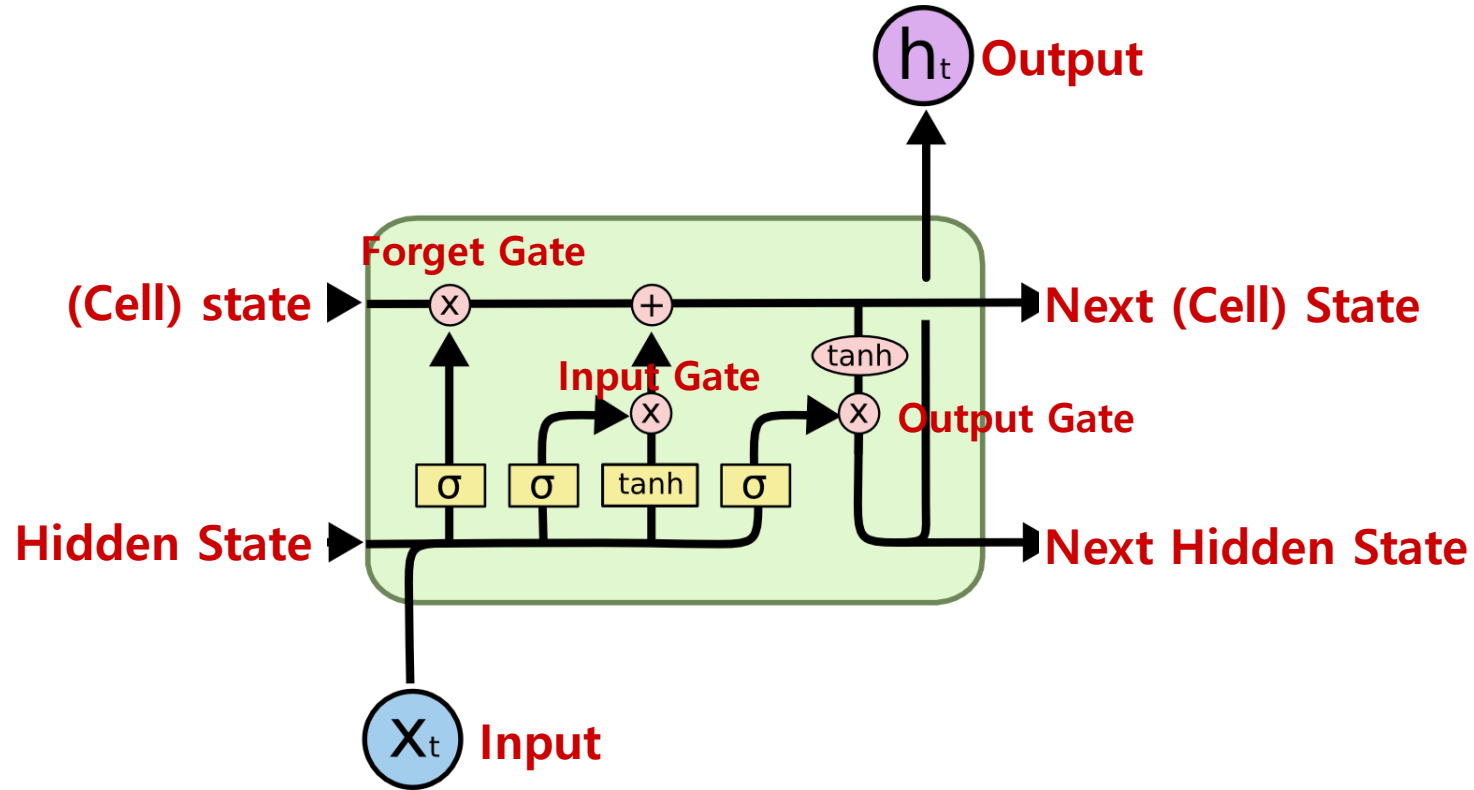 ht Output
Forget Gate
(Cell) state x + Next (Cell) State
tanh
Input Gate
x x Output Gate
σ σ tanh σ
Hidden State Next Hidden State
xt Input